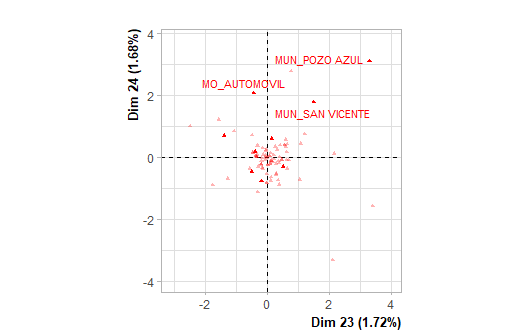 Dim 24 (1.68%)
4
2
0
-2
-4
MUN_POZO AZUL
MO_AUTOMOVIL
MUN_SAN VICENTE
-2
0
2
4
Dim 23 (1.72%)